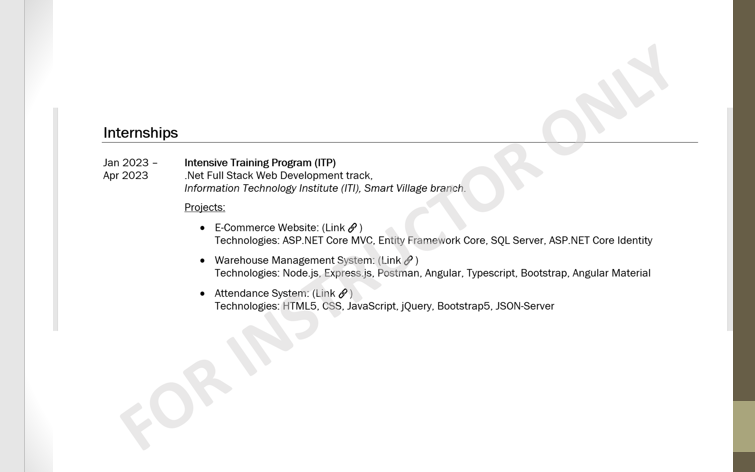 Internships
Jan 2023 –
Apr 2023
Intensive Training Program (ITP)
.Net Full Stack Web Development track,
Information Technology Institute (ITI), Smart Village branch.
Projects:
• E-Commerce Website: (Link 🔗)
Technologies: ASP.NET Core MVC, Entity Framework Core, SQL Server, ASP.NET Core Identity
• Warehouse Management System: (Link 🔗)
Technologies: Node.js, Express.js, Postman, Angular, Typescript, Bootstrap, Angular Material
• Attendance System: (Link 🔗)
Technologies: HTML5, CSS, JavaScript, jQuery, Bootstrap5, JSON-Server
FOR INSTRUCTOR ONLY